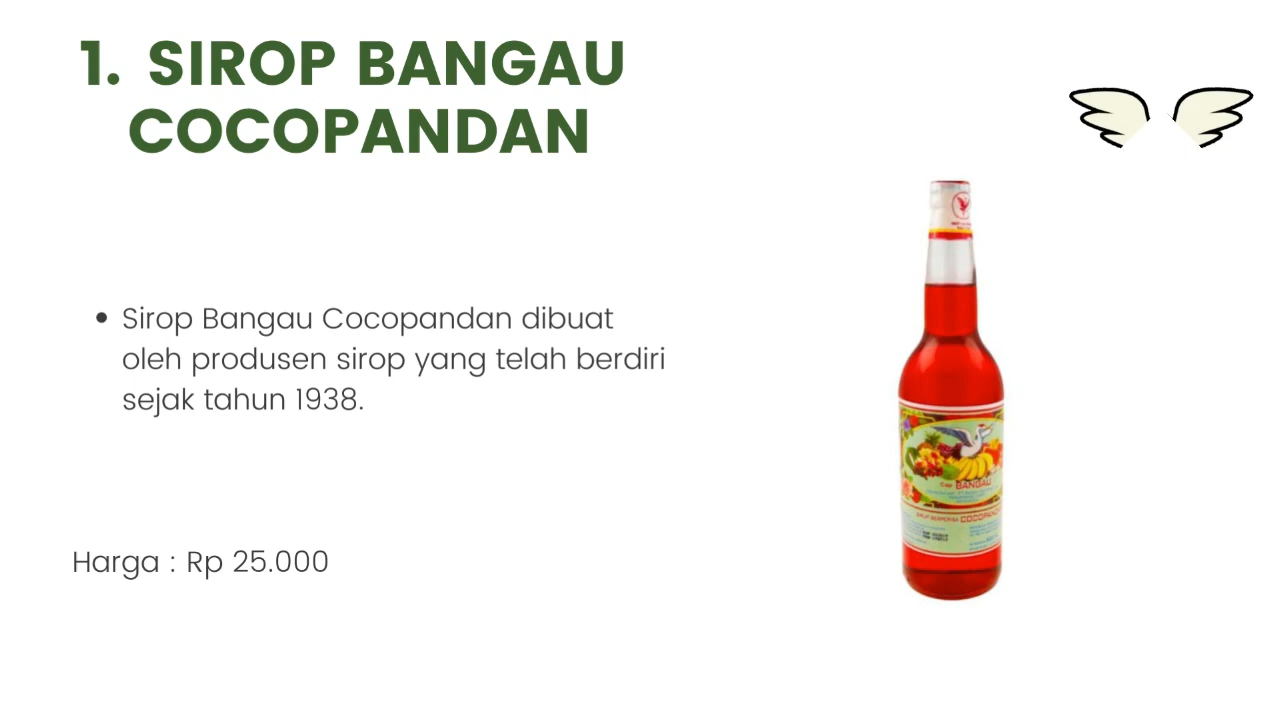 1. SIROP BANGAU
COCOPANDAN
Sirop Bangau Cocopandan dibuat
oleh produsen sirop yang telah berdiri
sejak tahun 1938.
Harga : Rp 25.000
Cap BANGAU